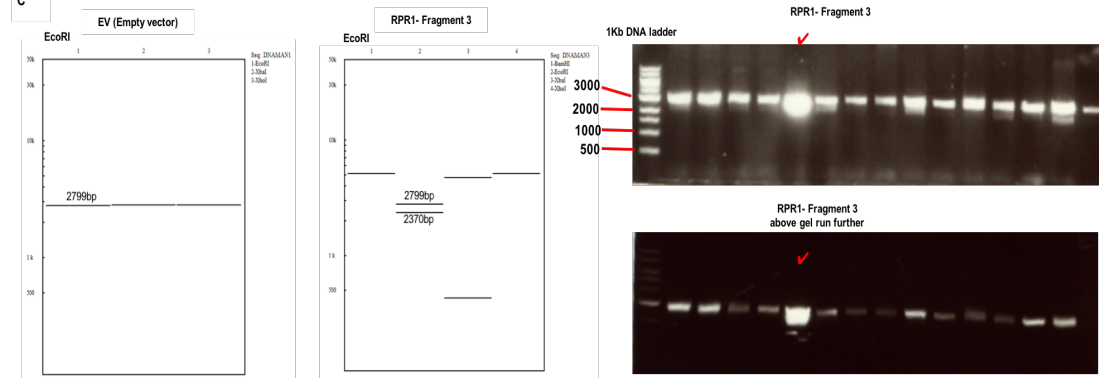 C
EV (Empty vector)
EcoRI
1 2 3
Seq: DNAMAN1
1-EcoRI
2-XbaI
3-XhoI
50k
30k
10k
2799bp
1k
500
RPR1- Fragment 3
EcoRI
1 2 3 4
Seq: DNAMAN3
1-BamHI
2-EcoRI
3-XbaI
4-XhoI
50k
30k
10k
2799bp
2370bp
1k
500
RPR1- Fragment 3
1Kb DNA ladder
3000
2000
1000
500
RPR1- Fragment 3
above gel run further